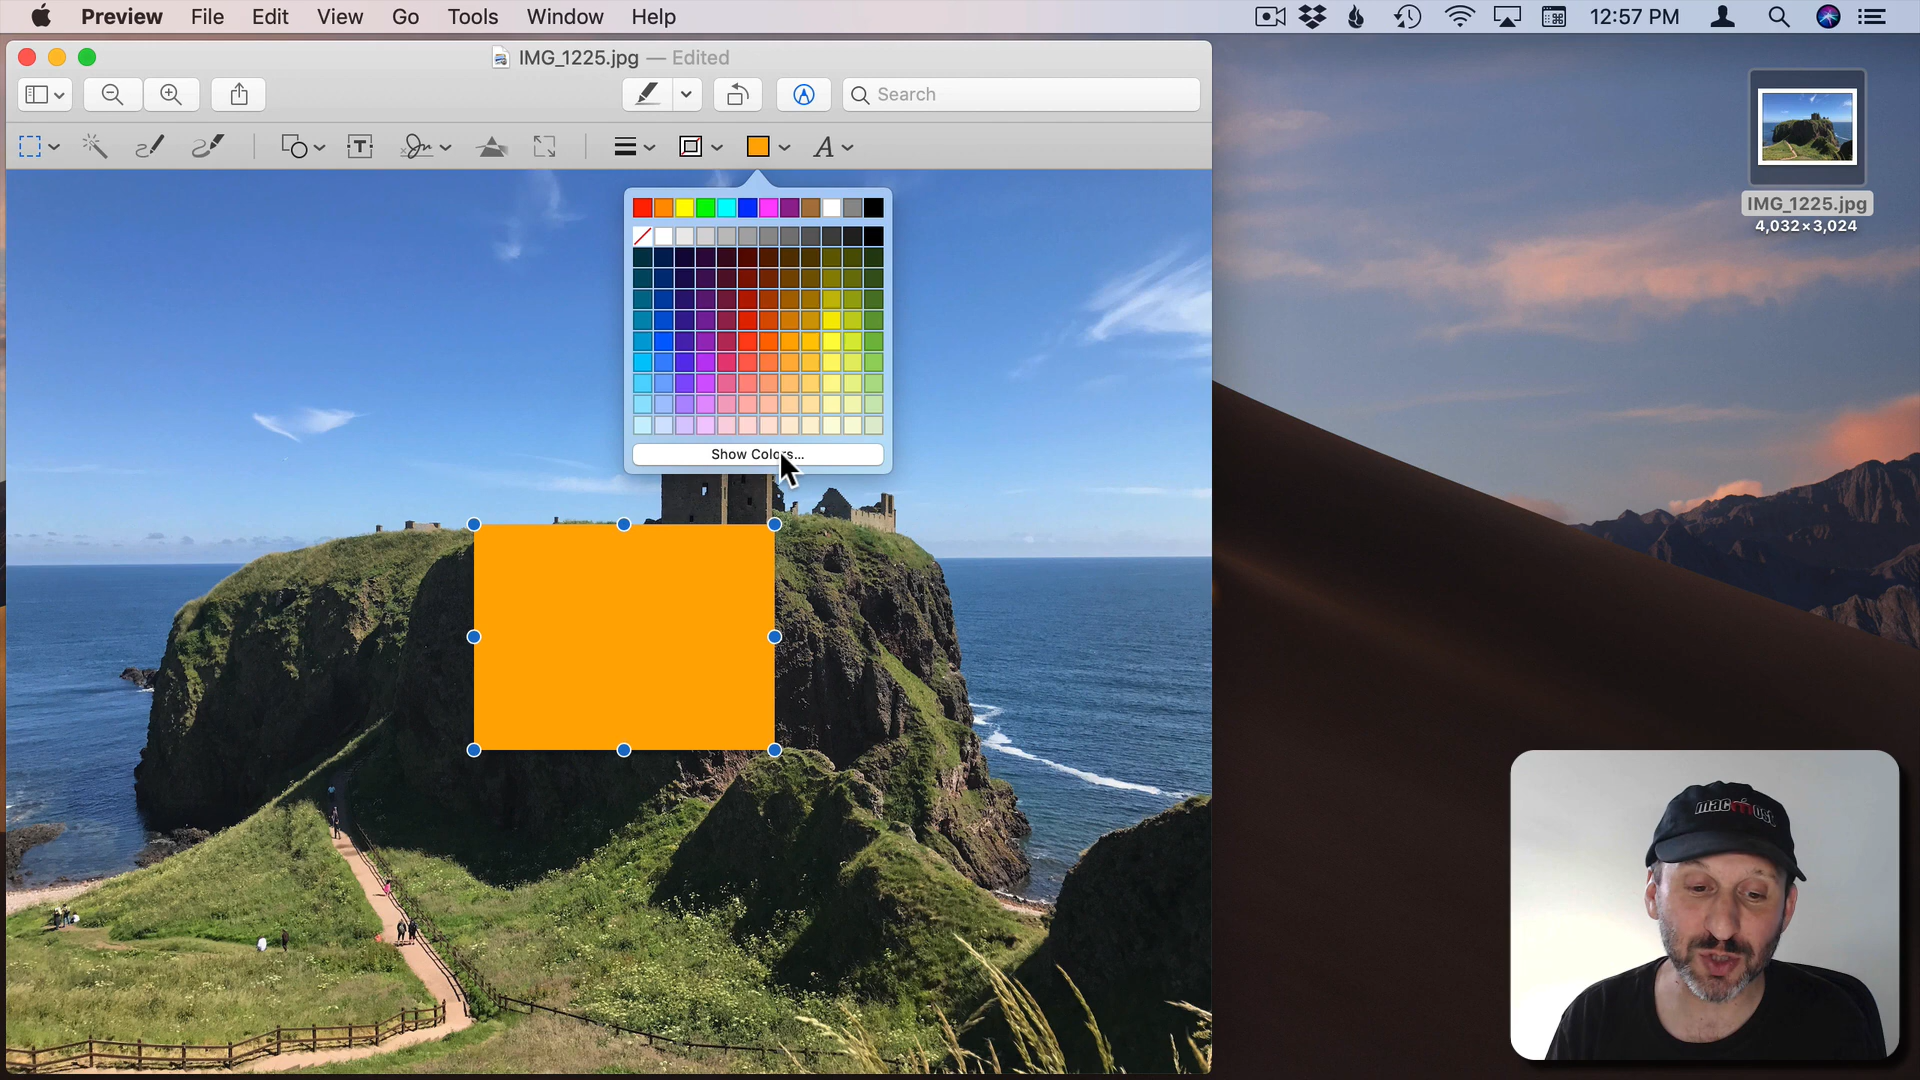 Preview File Edit View Go Tools Window Help 12:57 PM
IMG_1225.jpg — Edited
Search
T A
Show Colors...
IMG_1225.jpg
4,032×3,024
macmost